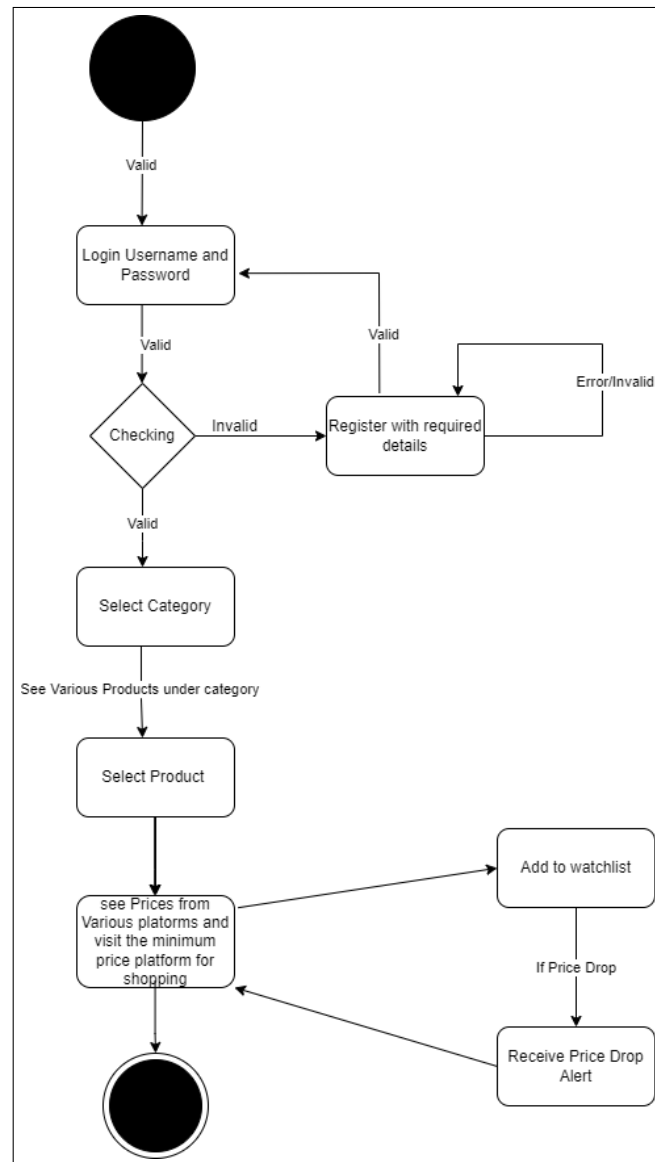 Valid
Login Username and
Password
Valid
Valid
Error/Invalid
Checking
Invalid
Register with required
details
Valid
Select Category
See Various Products under category
Select Product
Add to watchlist
see Prices from
Various platorms and
visit the minimum
price platform for
shopping
If Price Drop
Receive Price Drop
Alert